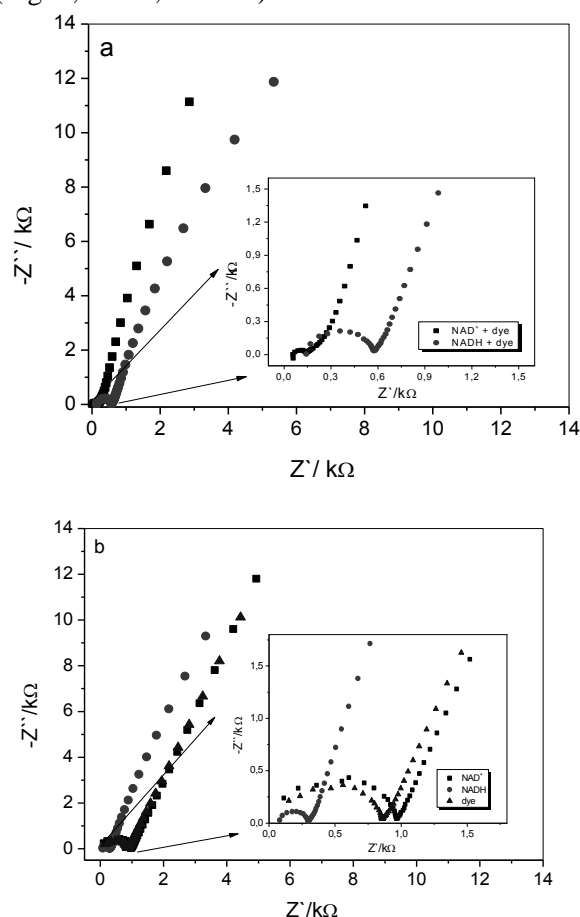 a
14
12
10
8
6
4
2
0
-Z``/ kΩ
0 2 4 6 8 10 12 14
Z`/ kΩ
1,5
1,2
0,9
0,6
0,3
0,0
-Z``/kΩ
NAD+ + dye
NADH + dye
0,0 0,3 0,6 0,9 1,2 1,5
Z`/kΩ
b
14
12
10
8
6
4
2
0
-Z``/kΩ
0 2 4 6 8 10 12 14
Z`/kΩ
1,5
1,0
0,5
0,0
-Z``/kΩ
NAD+
NADH
dye
0,0 0,5 1,0 1,5
Z`/kΩ